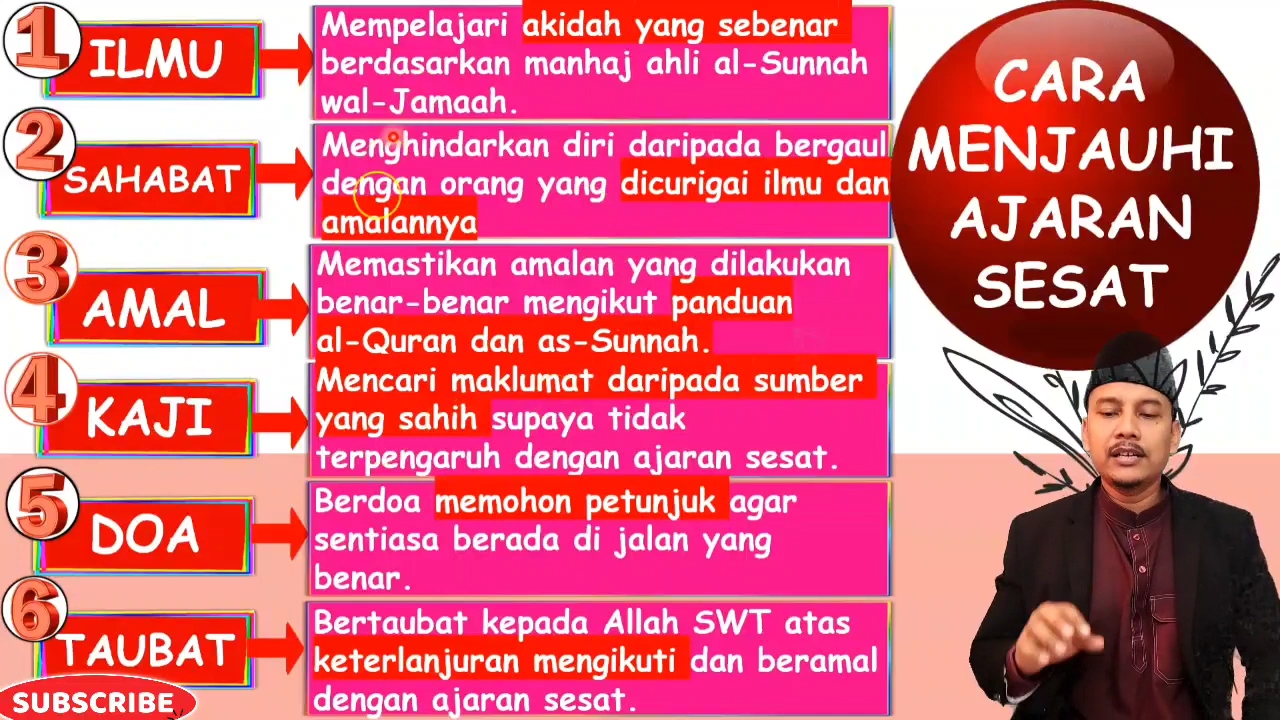 1
ILMU
Mempelajari akidah yang sebenar
berdasarkan manhaj ahli al-Sunnah
wal-Jamaah.
2
SAHABAT
Menghindarkan diri daripada bergaul
dengan orang yang dicurigai ilmu dan
amalannya
3
AMAL
Memastikan amalan yang dilakukan
benar-benar mengikut panduan
al-Quran dan as-Sunnah.
4
KAJI
Mencari maklumat daripada sumber
yang sahih supaya tidak
terpengaruh dengan ajaran sesat.
5
DOA
Berdoa memohon petunjuk agar
sentiasa berada di jalan yang
benar.
6
TAUBAT
Bertaubat kepada Allah SWT atas
keterlanjuran mengikuti dan beramal
dengan ajaran sesat.
SUBSCRIBE
CARA
MENJAUHI
AJARAN
SESAT